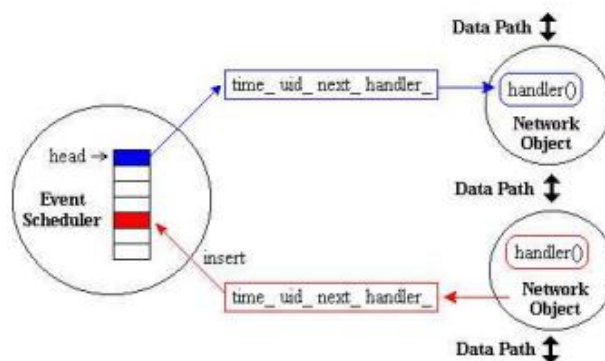 Data Path
time_ uid_ next_ handler_
handler()
Network
Object
head
Event
Scheduler
Data Path
insert
handler()
time_ uid_ next_ handler_
Network
Object
Data Path